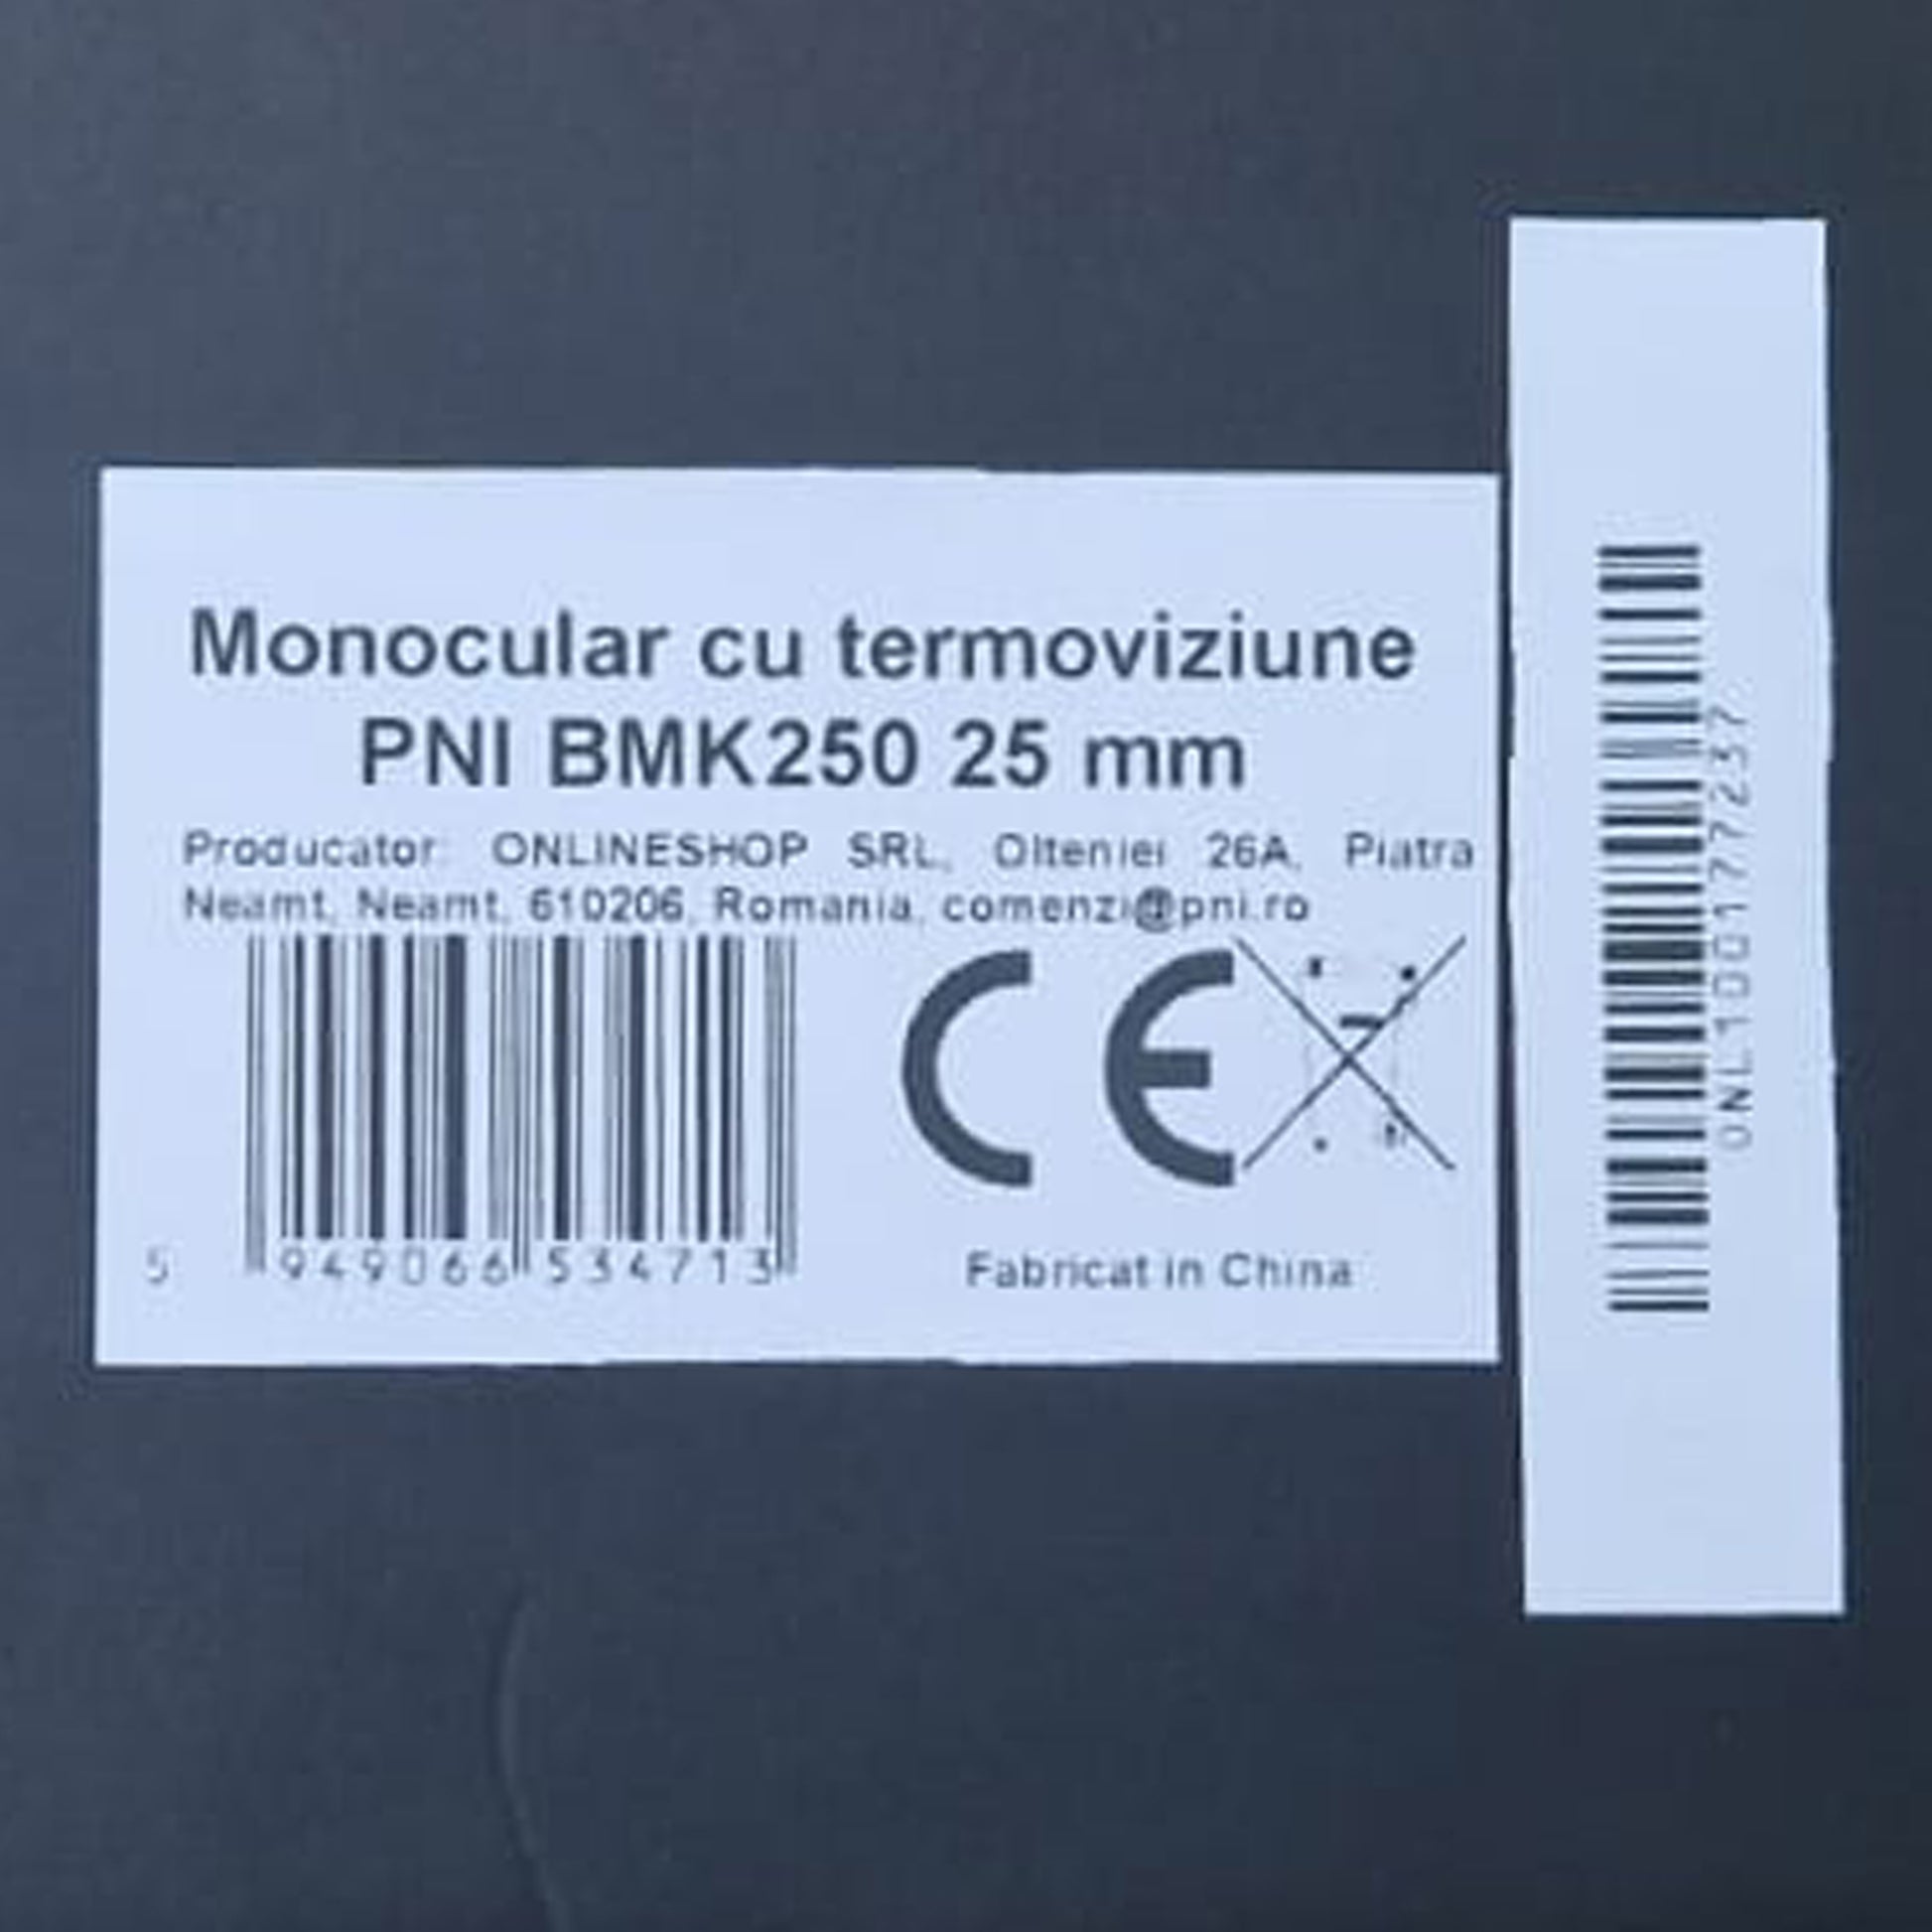 Monocular cu termoviziune
PNI BMK250 25 mm
Producator: ONLINESHOP SRL, Olteniei 26A, Piatra
Neamt, Neamt, 610206, Romania, comenzi@pni.ro
CE
5 949066 534713
Fabricat in China
ONL100177237